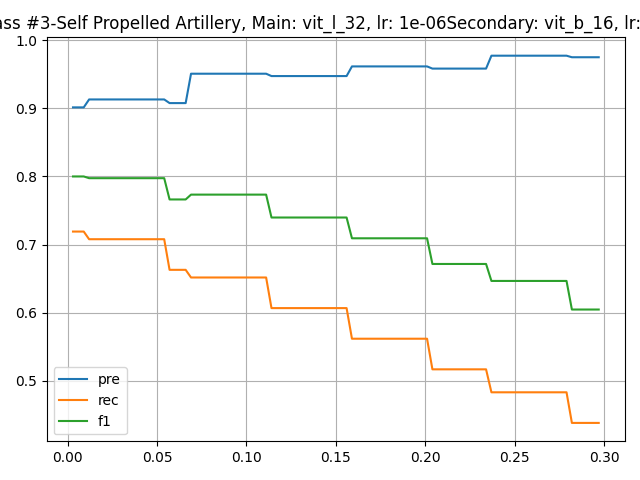 ass #3-Self Propelled Artillery, Main: vit_l_32, lr: 1e-06Secondary: vit_b_16, lr:
1.0
0.9
0.8
0.7
0.6
0.5
pre
rec
f1
0.00 0.05 0.10 0.15 0.20 0.25 0.30